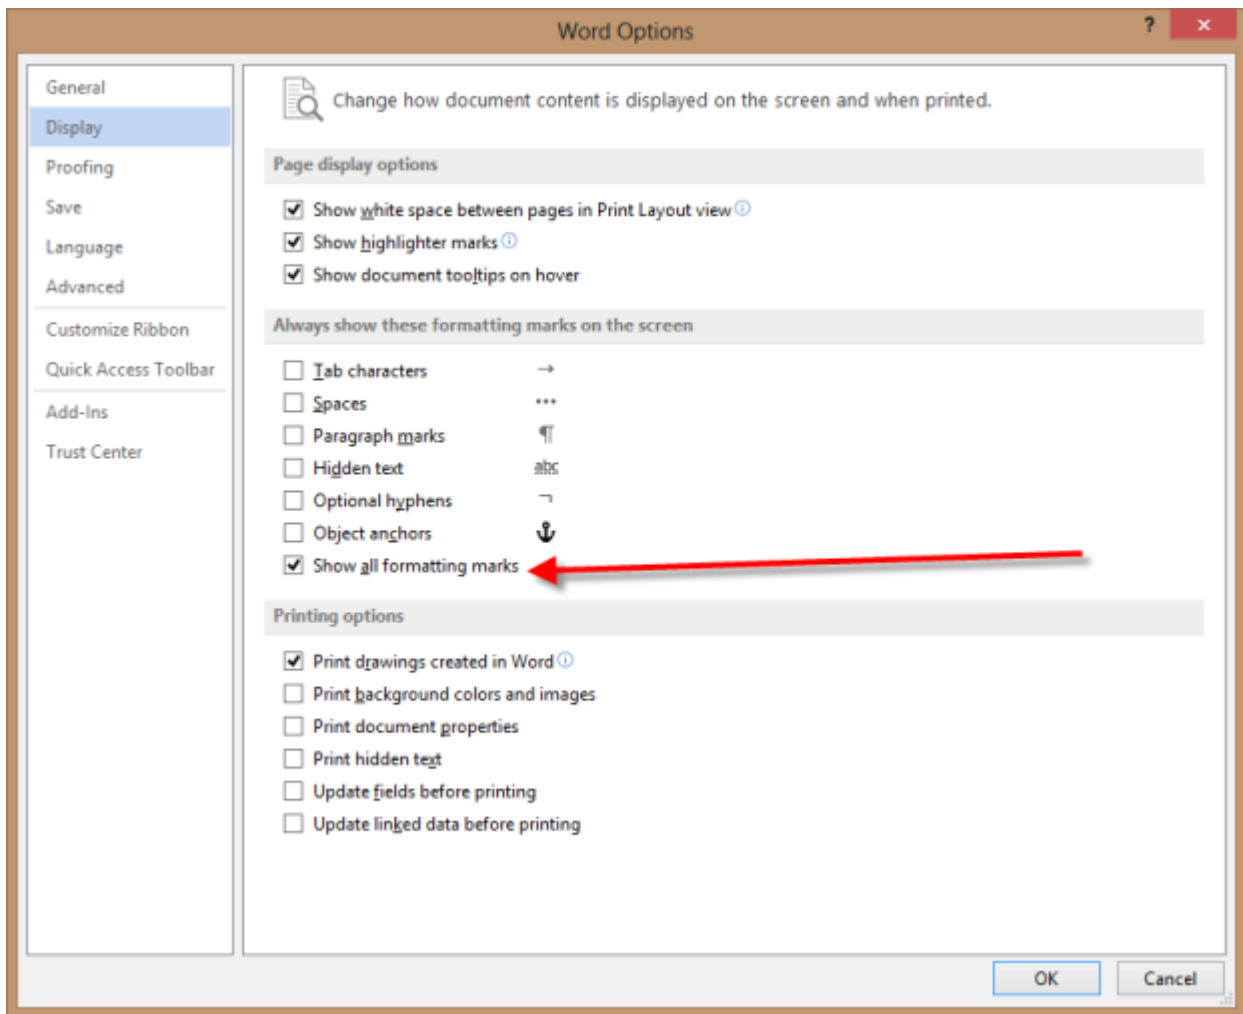 Word Options
?
General
Display
Proofing
Save
Language
Advanced
Customize Ribbon
Quick Access Toolbar
Add-Ins
Trust Center
Change how document content is displayed on the screen and when printed.
Page display options
Show white space between pages in Print Layout view
Show highlighter marks
Show document tooltips on hover
Always show these formatting marks on the screen
Tab characters →
Spaces •••
Paragraph marks ¶
Hidden text abc
Optional hyphens ¬
Object anchors
Show all formatting marks
Printing options
Print drawings created in Word
Print background colors and images
Print document properties
Print hidden text
Update fields before printing
Update linked data before printing
OK
Cancel